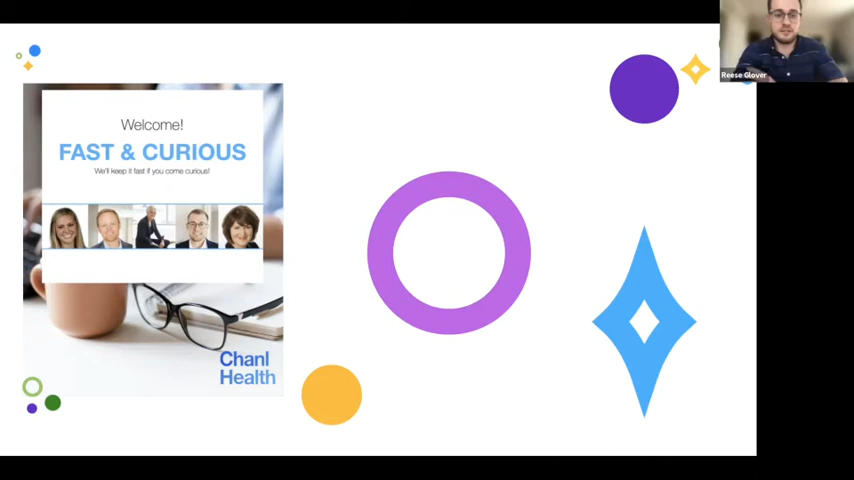 Reese Glover
Welcome!
FAST & CURIOUS
We'll keep it fast if you come curious!
Chanl
Health